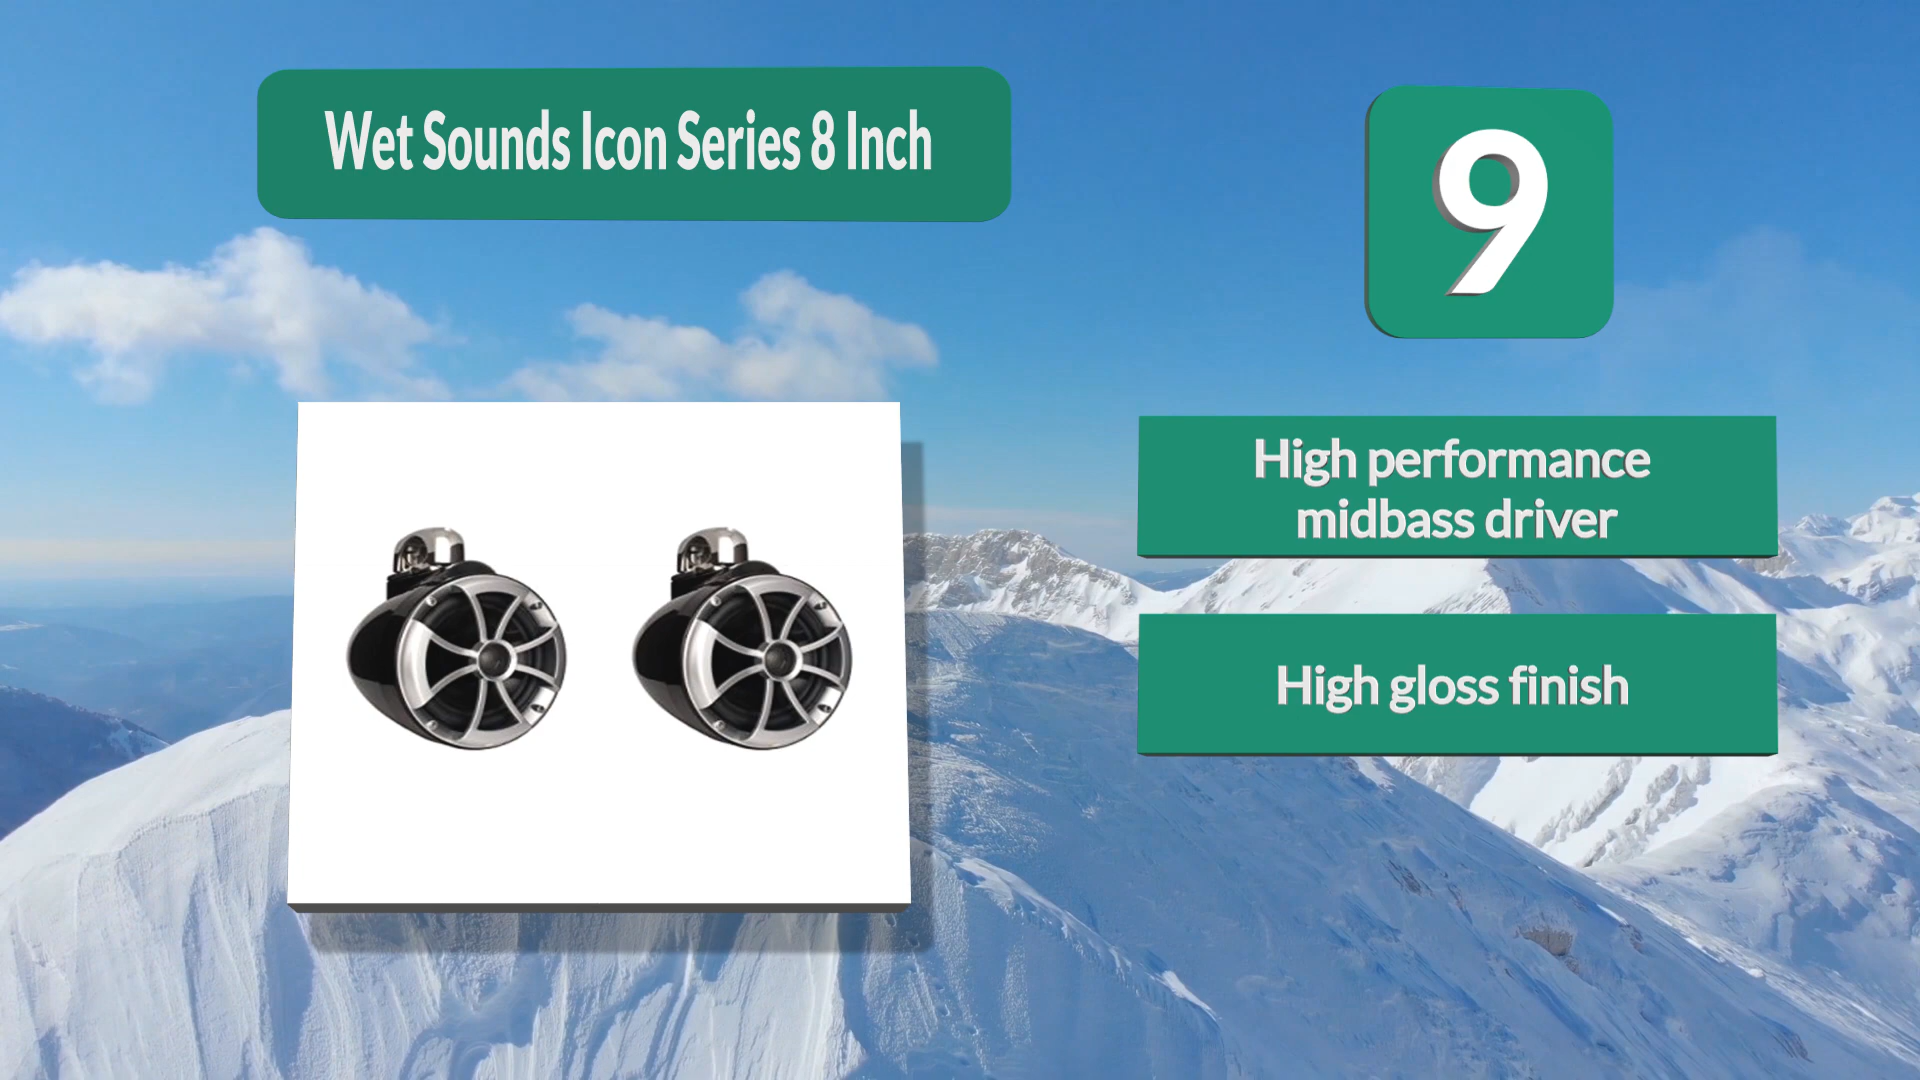 Wet Sounds Icon Series 8 Inch
9
High performance
midbass driver
High gloss finish